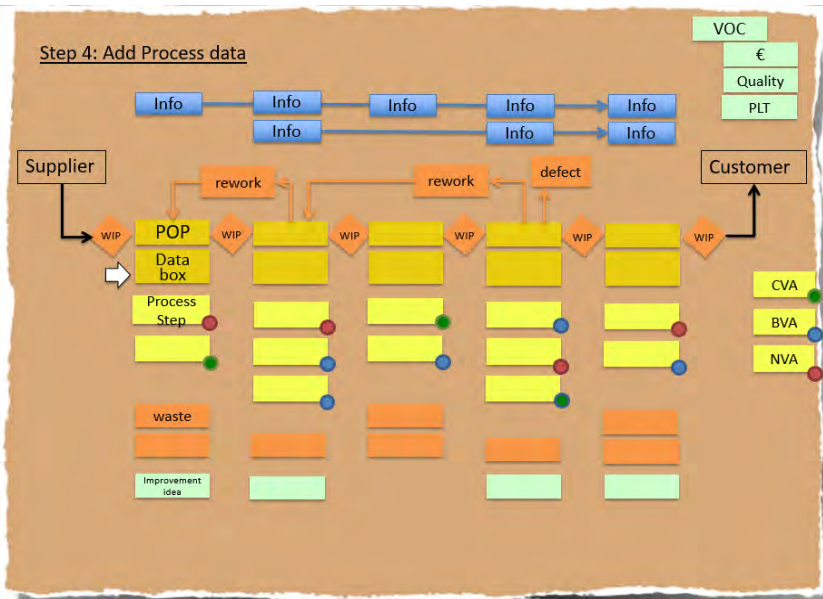 Step 4: Add Process data
VOC
€
Quality
PLT
Info
Info
Info
Info
Info
Info
Info
Info
Supplier
rework
rework
defect
Customer
WIP
POP
WIP
WIP
WIP
WIP
WIP
Data
box
Process
Step
CVA
BVA
NVA
waste
Improvement
idea